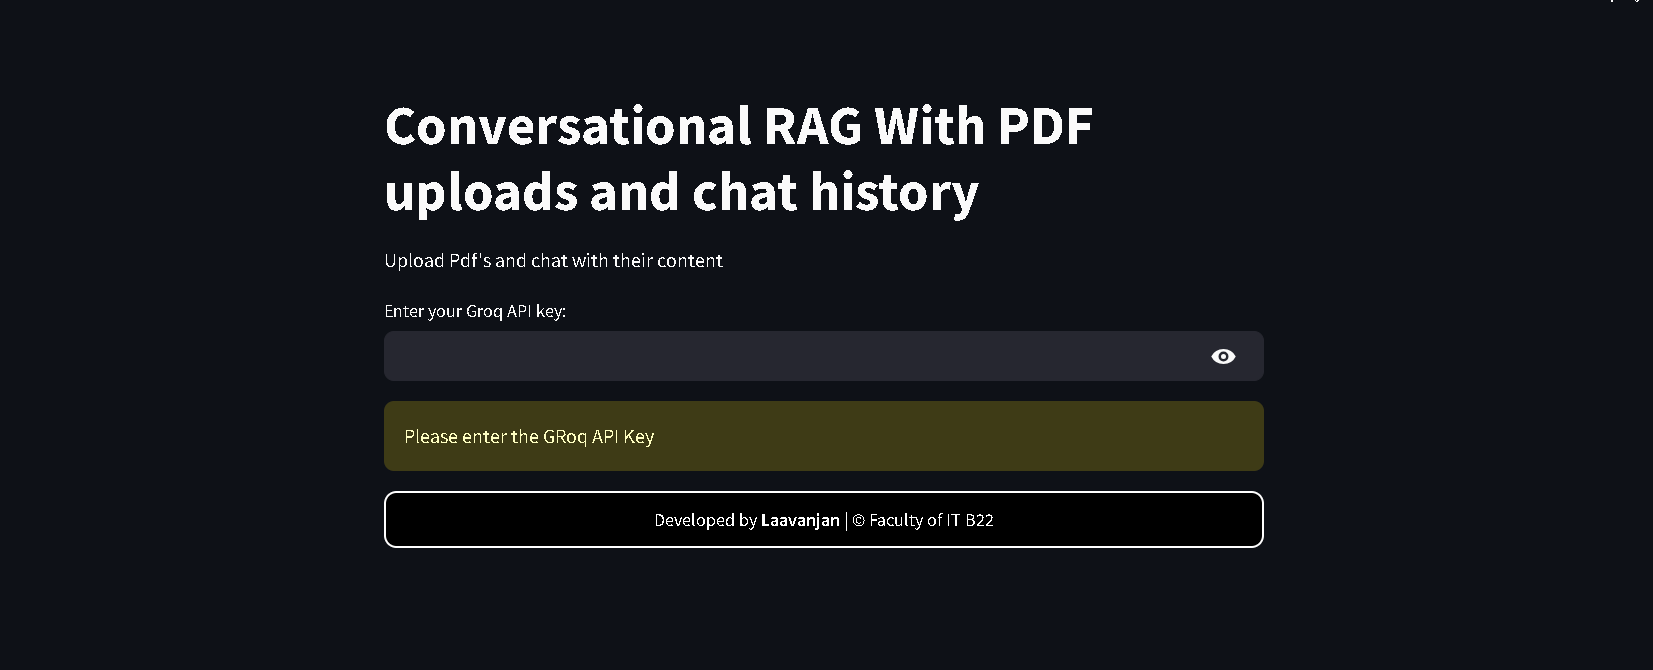 Conversational RAG With PDF
uploads and chat history
Upload Pdf's and chat with their content
Enter your Groq API key:
Please enter the GRoq API Key
Developed by Laavanjan | © Faculty of IT B22